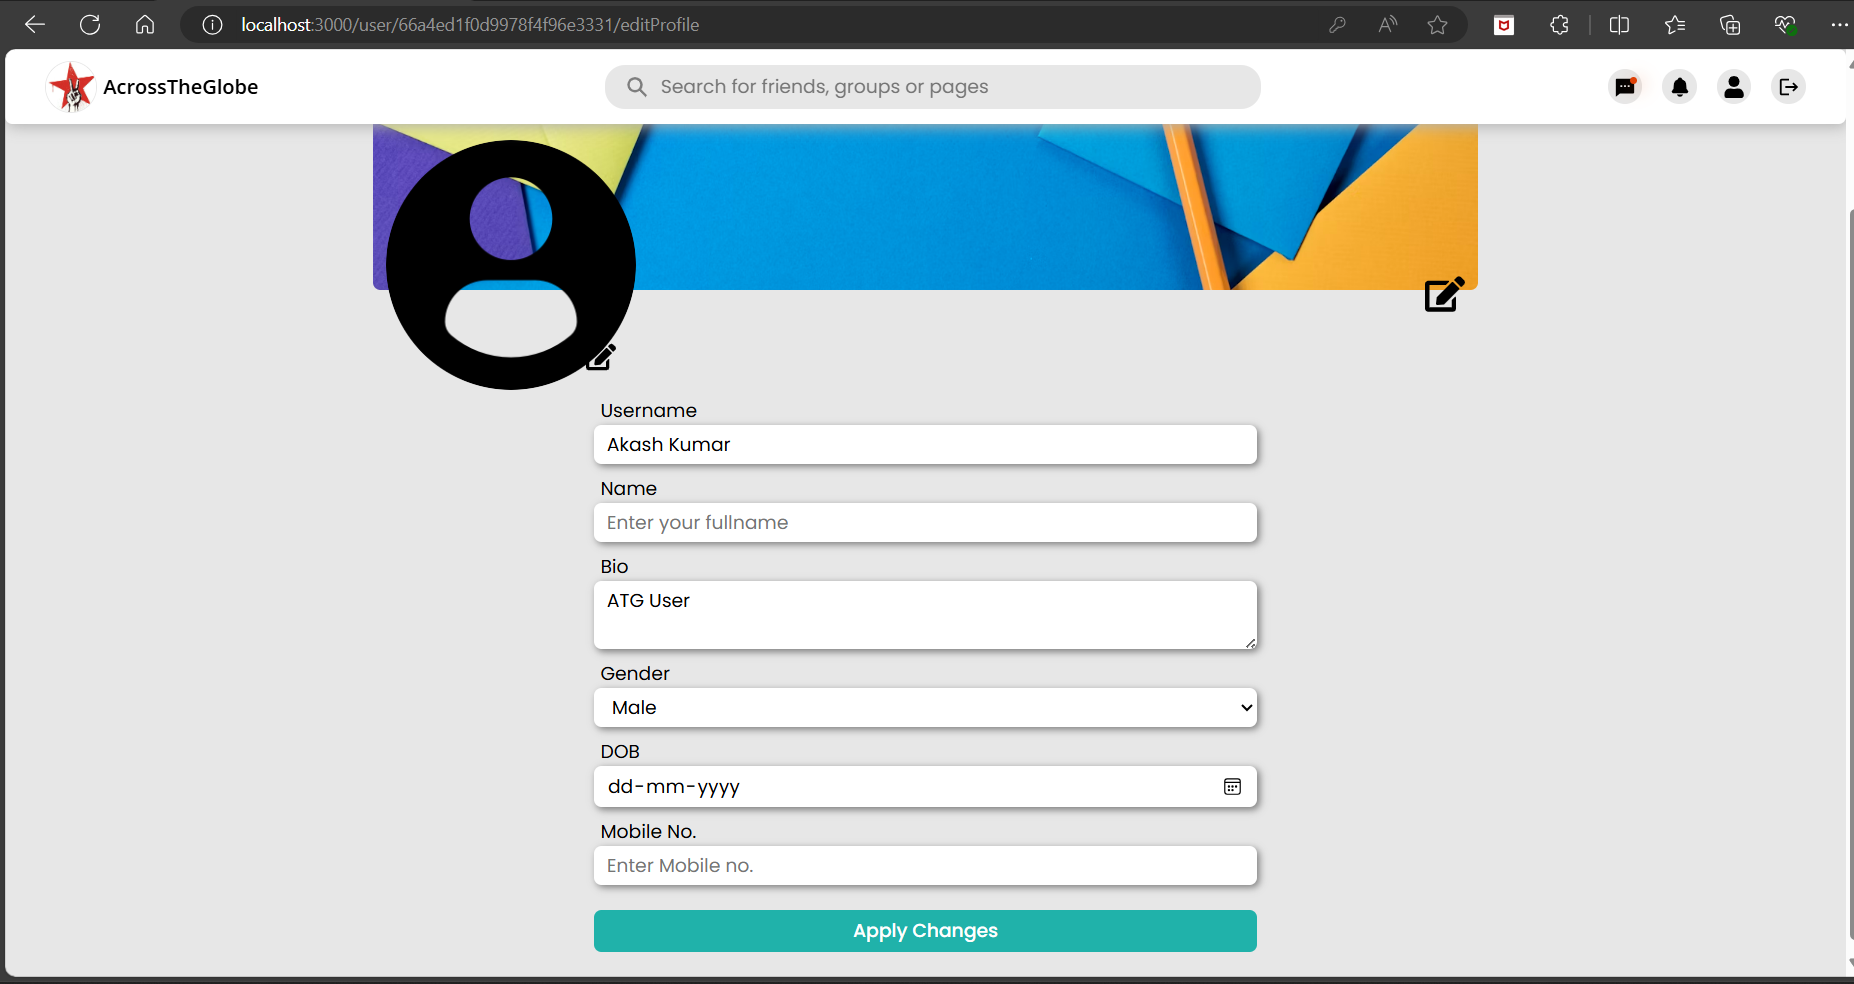 localhost:3000/user/66a4ed1f0d9978f4f96e3331/editProfile
AcrossTheGlobe
Search for friends, groups or pages
Username
Akash Kumar
Name
Enter your fullname
Bio
ATG User
Gender
Male
DOB
dd-mm-yyyy
Mobile No.
Enter Mobile no.
Apply Changes